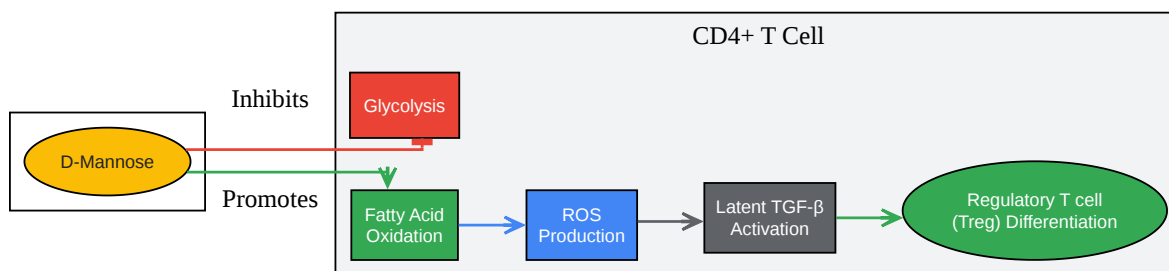 CD4+ T Cell
Inhibits
Glycolysis
D-Mannose
Promotes
Fatty Acid
Oxidation
ROS
Production
Latent TGF-β
Activation
Regulatory T cell
(Treg) Differentiation